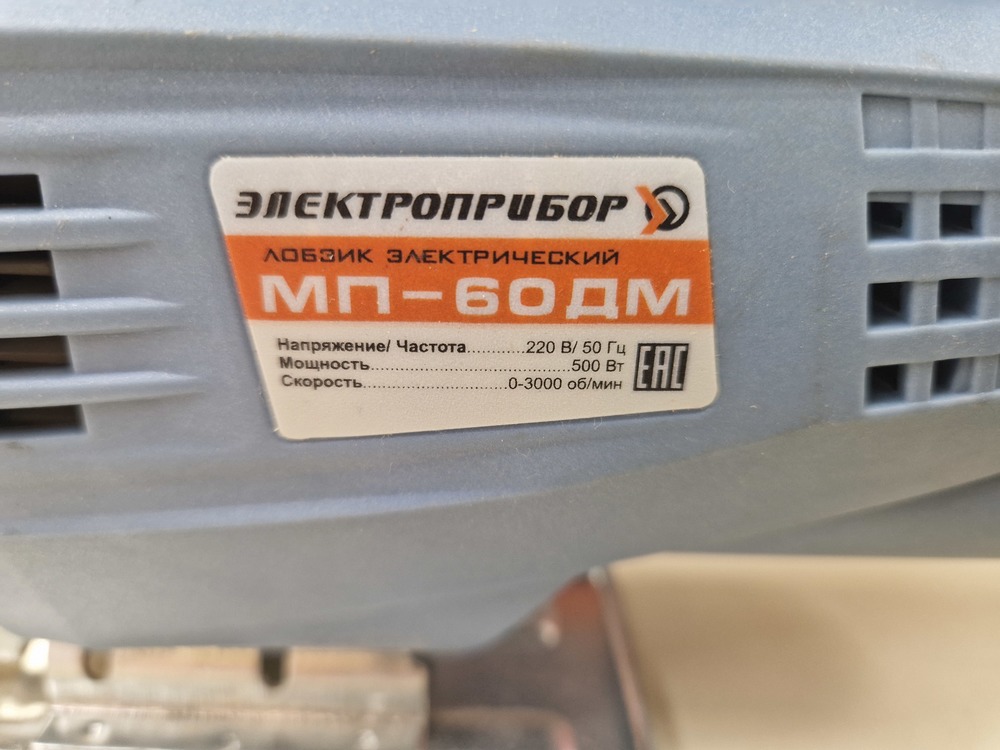 ЭЛЕКТРОПРИБОР
ЛОБЗИК ЭЛЕКТРИЧЕСКИЙ
МП-60ДМ
Напряжение/ Частота..............220 В/ 50 Гц
Мощность...............................................500 Вт
Скорость...................................0-3000 об/мин
EAC